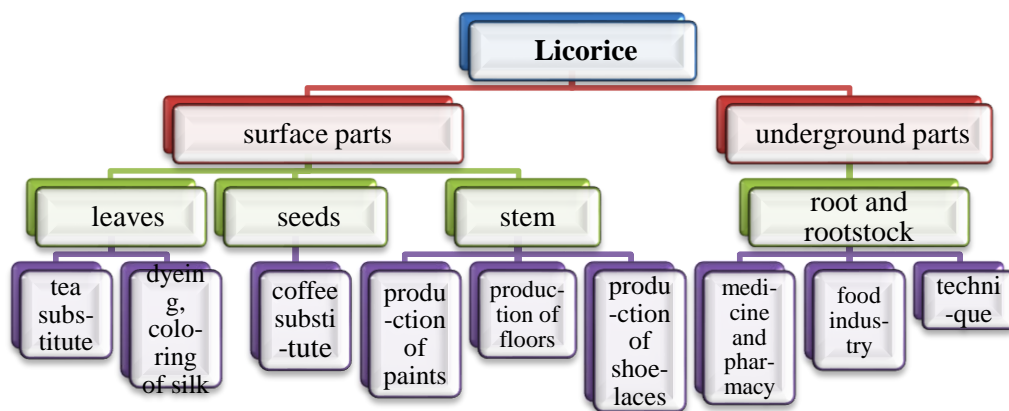 Licorice
surface parts
underground parts
leaves
seeds
stem
root and
rootstock
tea
subs-
titute
dyein
g,
colo-
ring
of silk
coffee
substi
-tute
produ
-ction
of
paints
produc-
tion of
floors
produ
-ction
of
shoe-
laces
medi-
cine and
phar-
macy
food
indus-
try
techni
-que